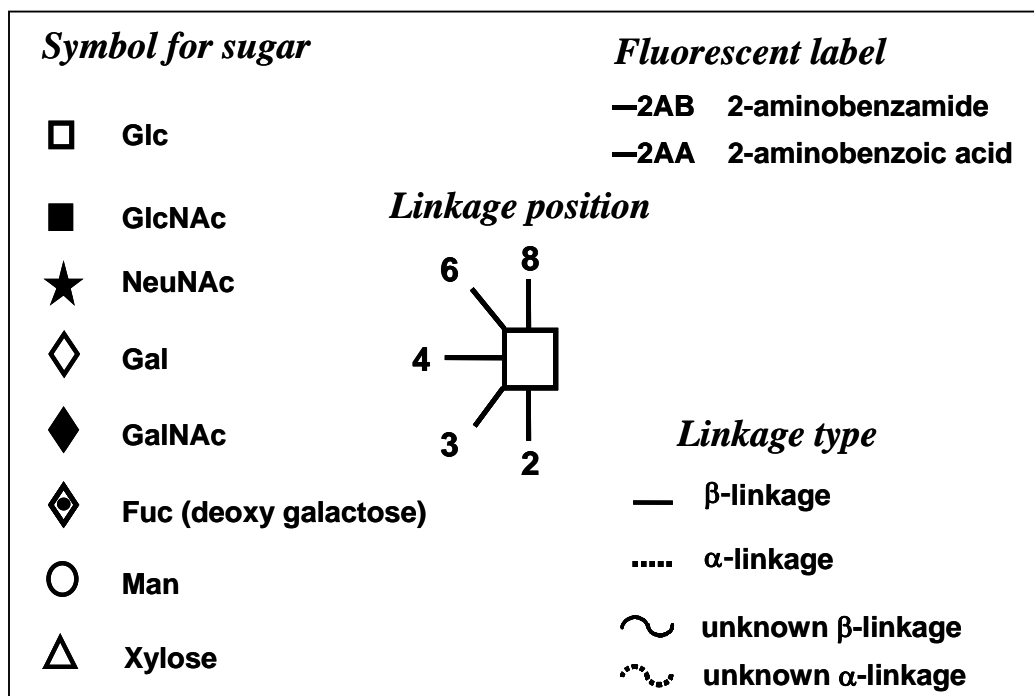 Symbol for sugar
Glc
GlcNAc
NeuNAc
Gal
GalNAc
Fuc (deoxy galactose)
Man
Xylose
Fluorescent label
–2AB 2-aminobenzamide
–2AA 2-aminobenzoic acid
Linkage position
6 8
4
3 2
Linkage type
β-linkage
α-linkage
unknown β-linkage
unknown α-linkage